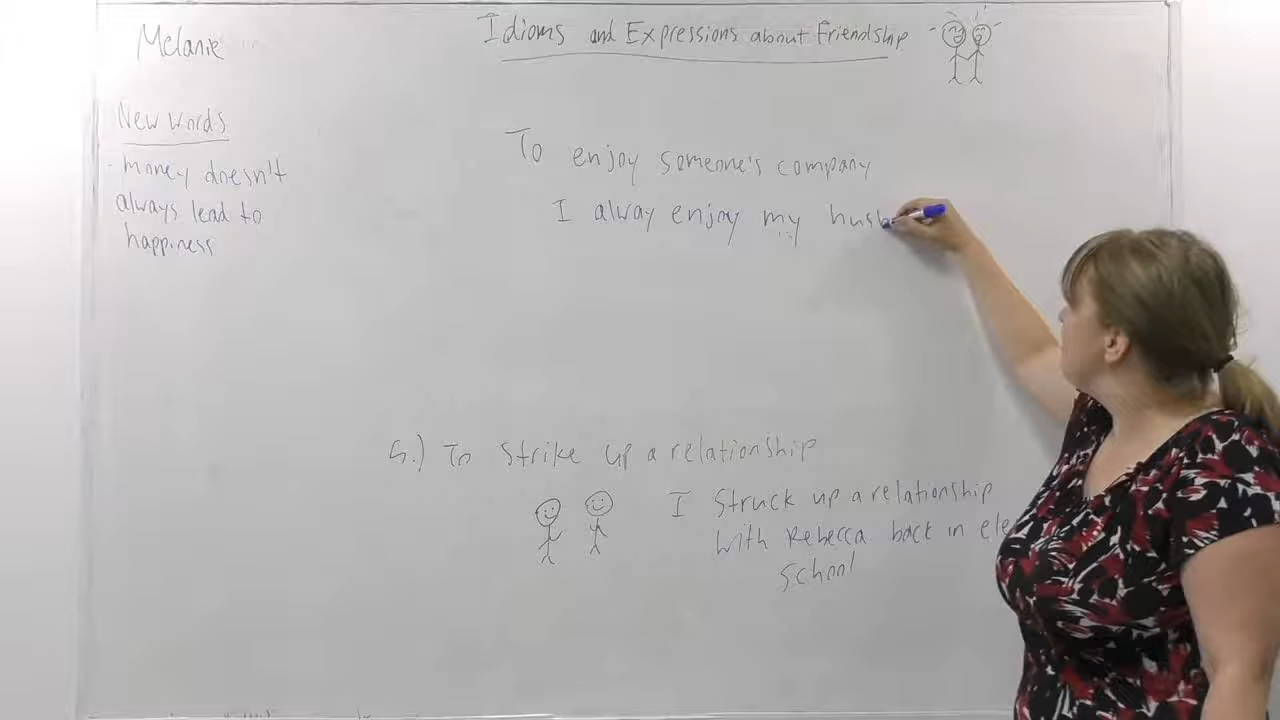 Melanie
Idioms and Expressions about Friendship
New words
- money doesn't
always lead to
happiness
To enjoy someone's company
I alway enjoy my husb
5.) To strike up a relationship
I struck up a relationship
with Rebecca back in ele
School